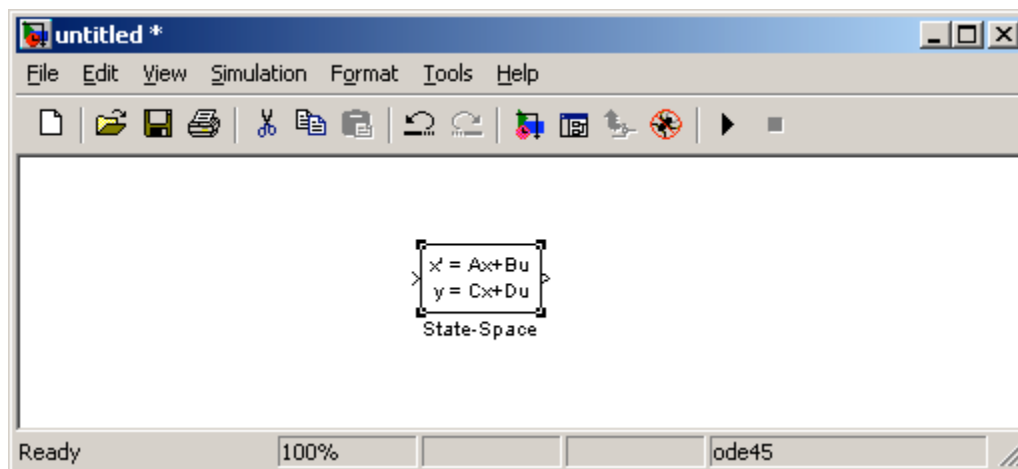 untitled *
File Edit View Simulation Format Tools Help
x' = Ax+Bu
y = Cx+Du
State-Space
Ready 100% ode45